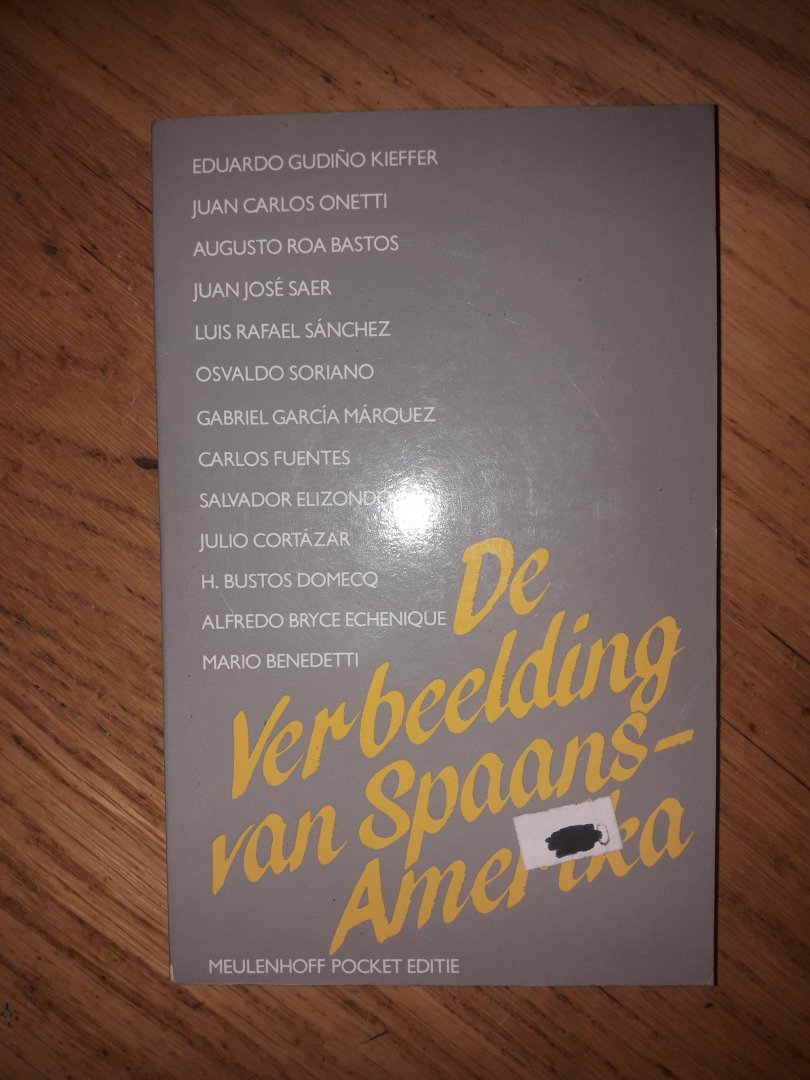 EDUARDO GUDIÑO KIEFFER
JUAN CARLOS ONETTI
AUGUSTO ROA BASTOS
JUAN JOSÉ SAER
LUIS RAFAEL SÁNCHEZ
OSVALDO SORIANO
GABRIEL GARCÍA MÁRQUEZ
CARLOS FUENTES
SALVADOR ELIZONDO
JULIO CORTÁZAR
H. BUSTOS DOMECQ
ALFREDO BRYCE ECHENIQUE
MARIO BENEDETTI
De
Verbeelding
van Spaans-
Amerika
MEULENHOFF POCKET EDITIE